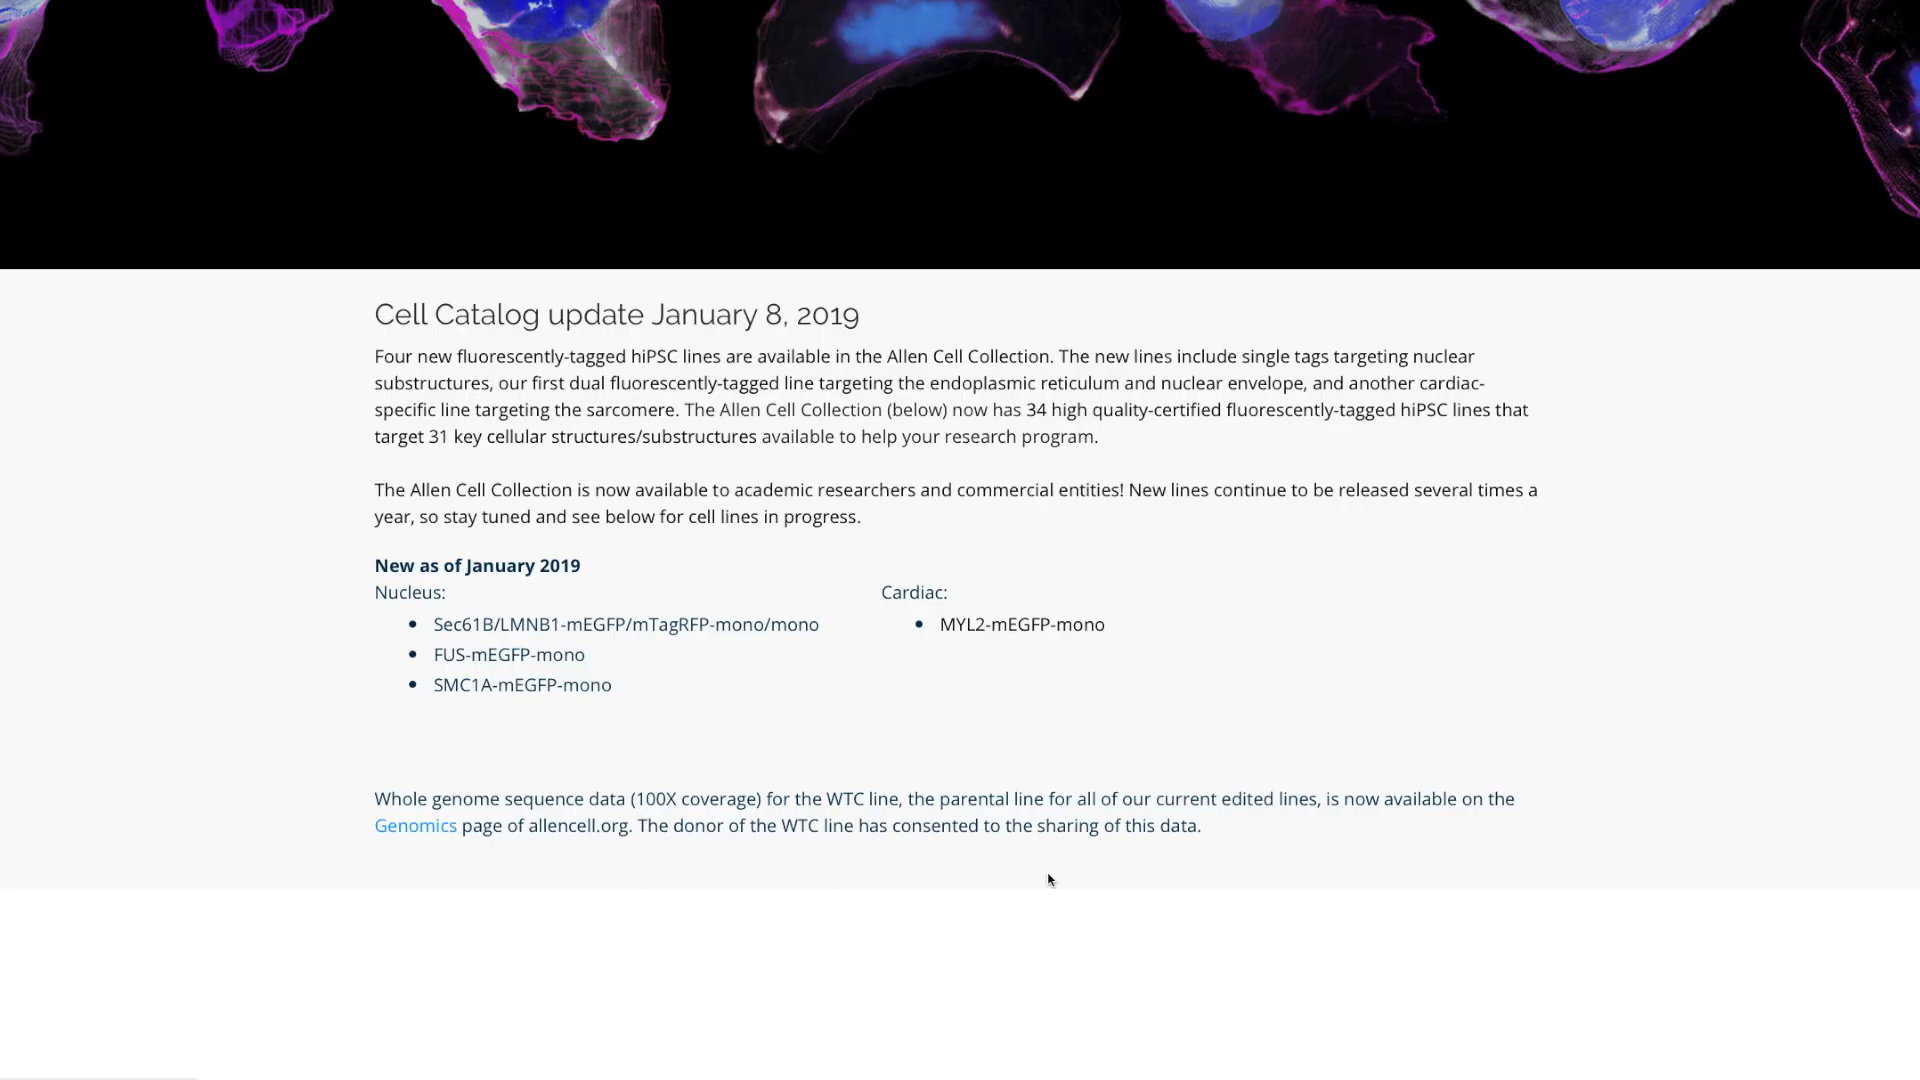 Cell Catalog update January 8, 2019
Four new fluorescently-tagged hiPSC lines are available in the Allen Cell Collection. The new lines include single tags targeting nuclear
substructures, our first dual fluorescently-tagged line targeting the endoplasmic reticulum and nuclear envelope, and another cardiac-
specific line targeting the sarcomere. The Allen Cell Collection (below) now has 34 high quality-certified fluorescently-tagged hiPSC lines that
target 31 key cellular structures/substructures available to help your research program.
The Allen Cell Collection is now available to academic researchers and commercial entities! New lines continue to be released several times a
year, so stay tuned and see below for cell lines in progress.
New as of January 2019
Nucleus:
• Sec61B/LMNB1-mEGFP/mTagRFP-mono/mono
• FUS-mEGFP-mono
• SMC1A-mEGFP-mono
Cardiac:
• MYL2-mEGFP-mono
Whole genome sequence data (100X coverage) for the WTC line, the parental line for all of our current edited lines, is now available on the
Genomics page of allencell.org. The donor of the WTC line has consented to the sharing of this data.